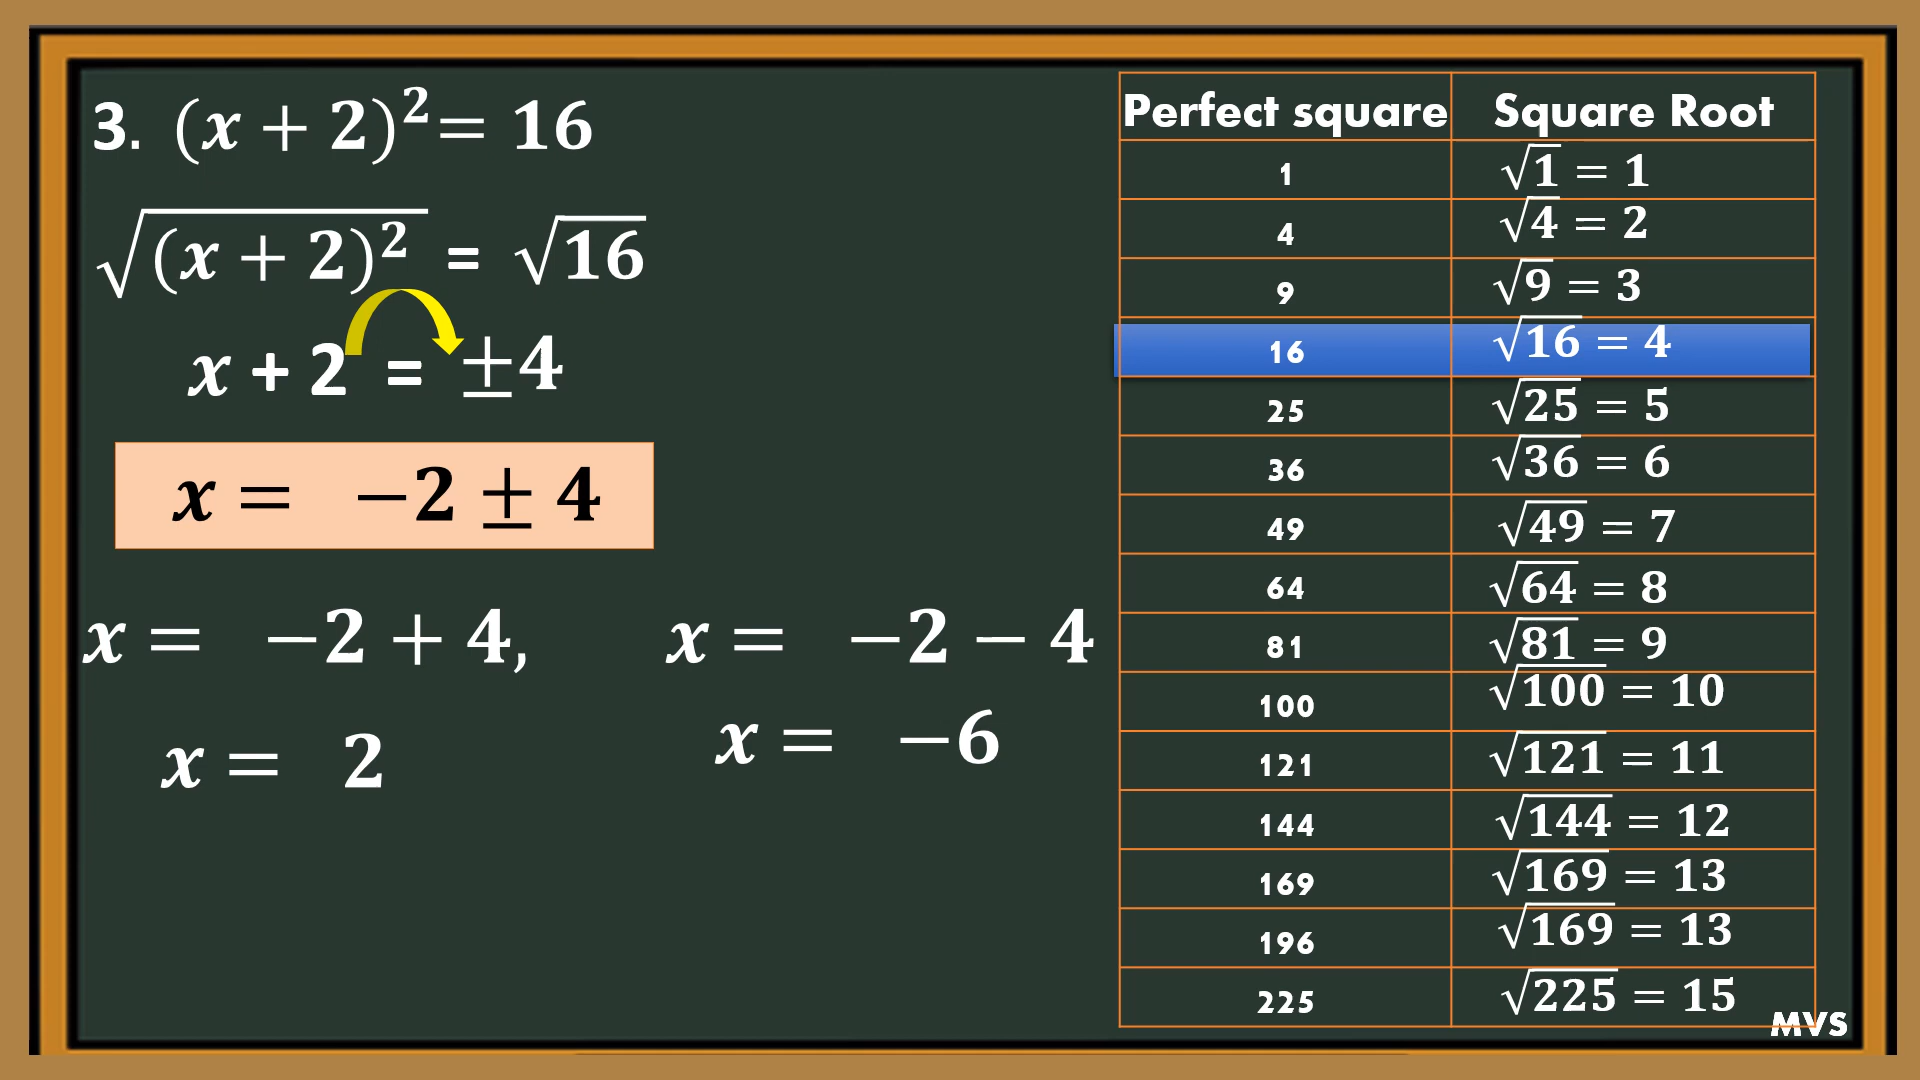 3. (x + 2)² = 16
√(x + 2)² = √16
x + 2 = ±4
x = −2 ± 4
x = −2 + 4, x = −2 − 4
x = 2 x = −6
Perfect square Square Root
1 √1 = 1
4 √4 = 2
9 √9 = 3
16 √16 = 4
25 √25 = 5
36 √36 = 6
49 √49 = 7
64 √64 = 8
81 √81 = 9
100 √100 = 10
121 √121 = 11
144 √144 = 12
169 √169 = 13
196 √169 = 13
225 √225 = 15
MVS